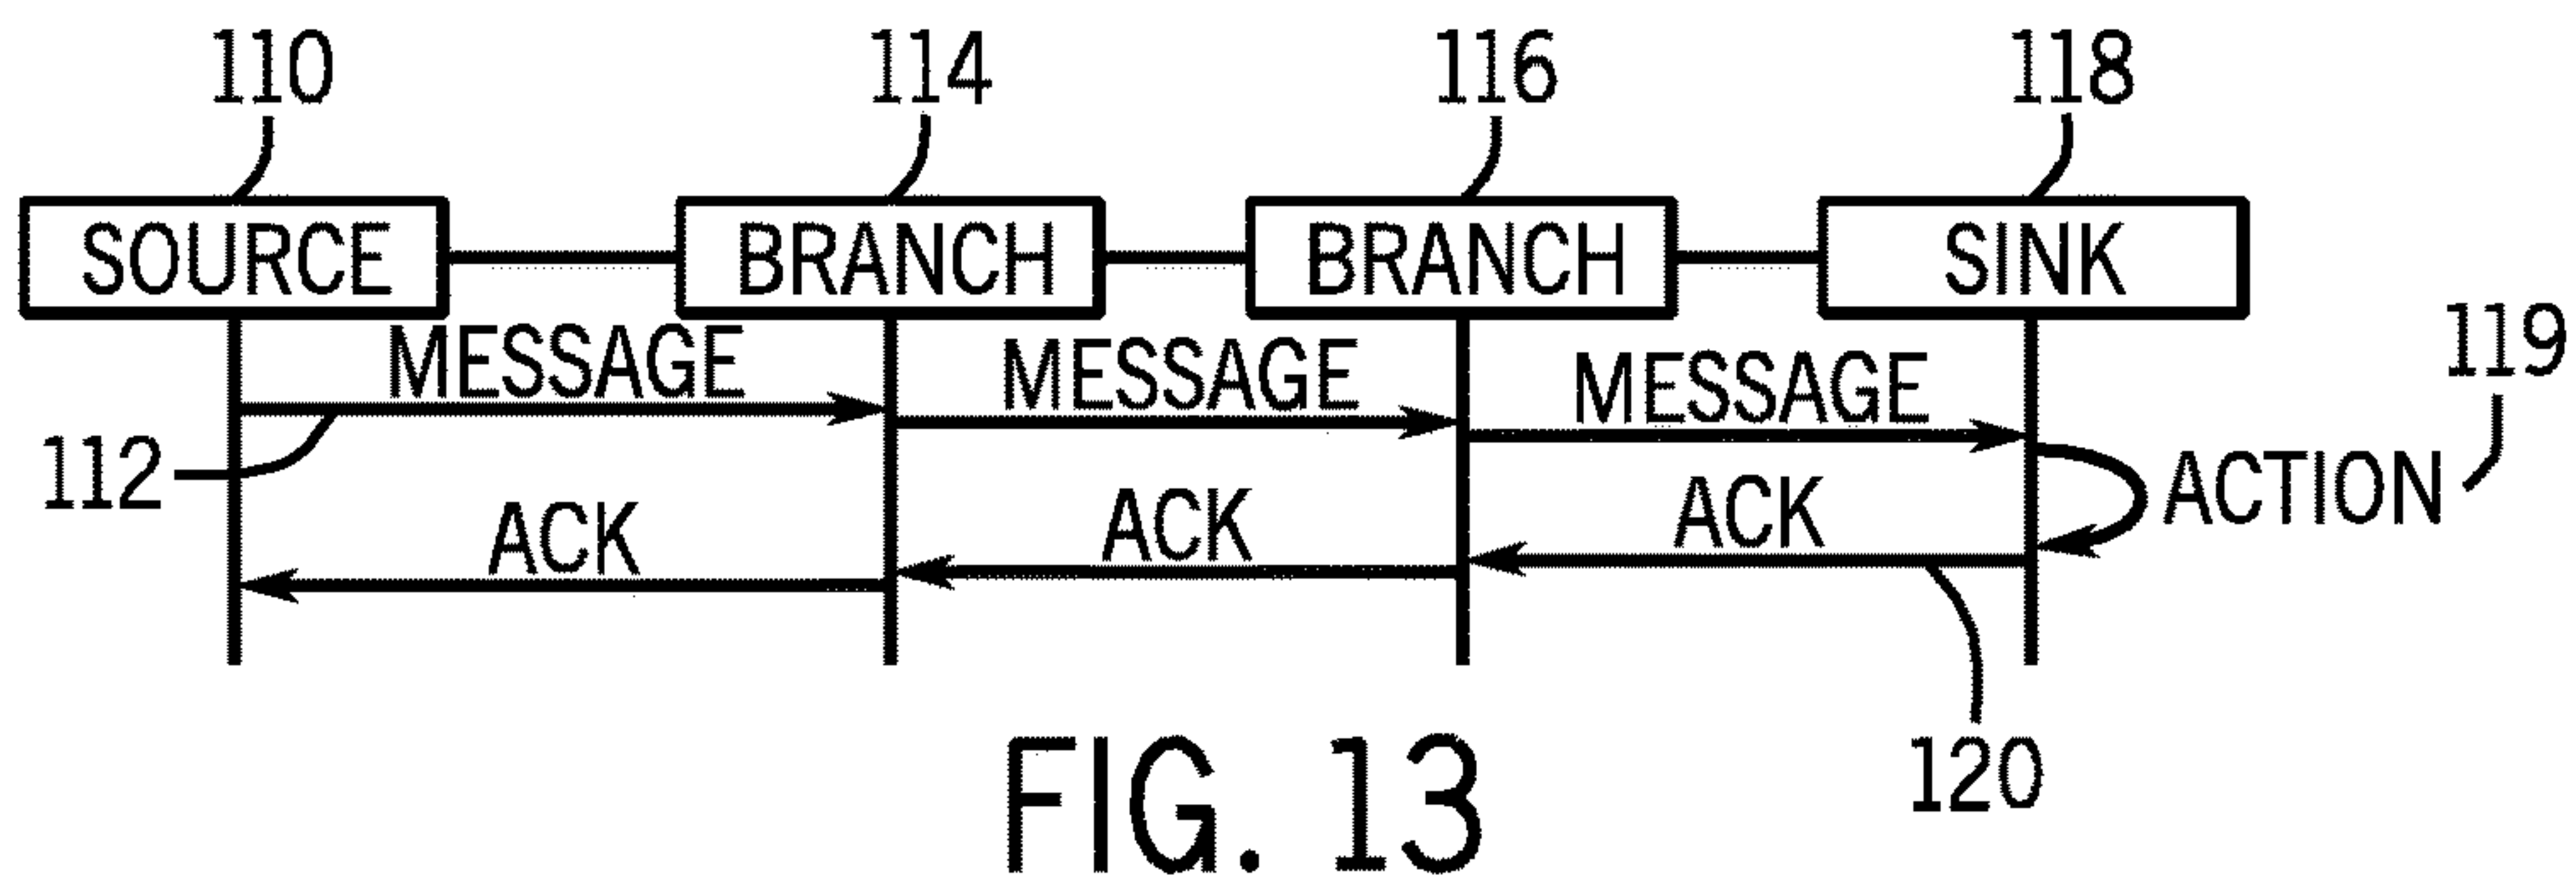 110 114 116 118
SOURCE BRANCH BRANCH SINK
119
MESSAGE MESSAGE MESSAGE
112 ACTION
ACK ACK ACK
120
FIG. 13